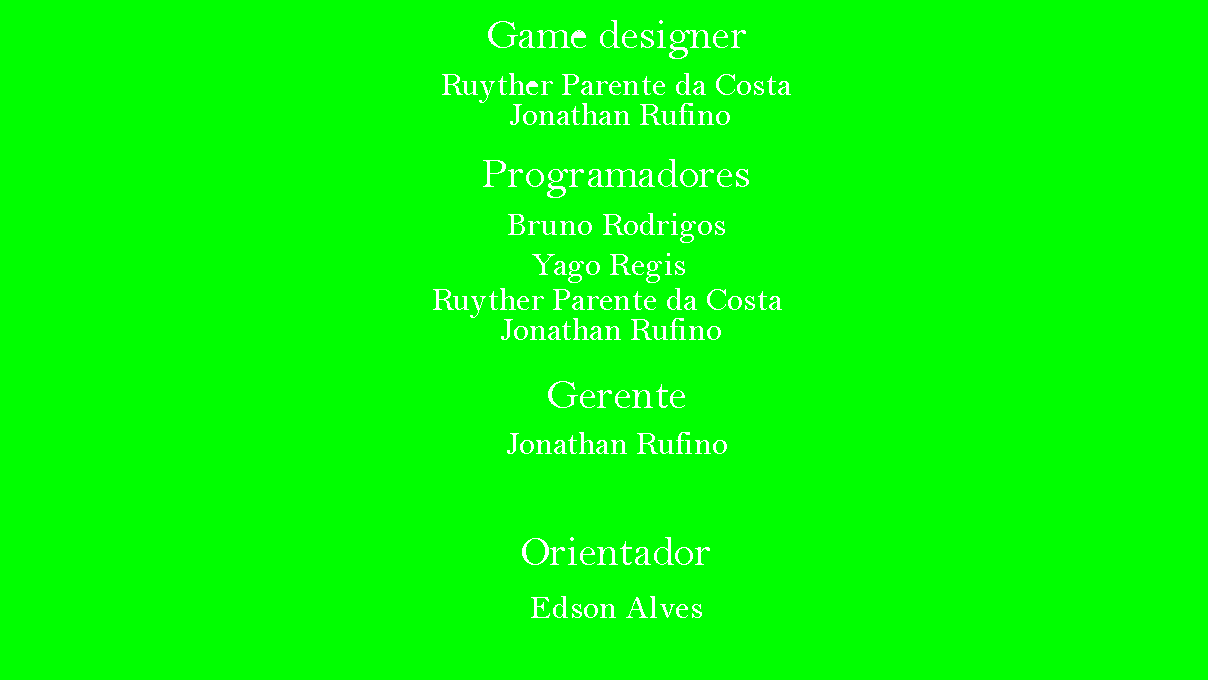 Game designer
Ruyther Parente da Costa
Jonathan Rufino
Programadores
Bruno Rodrigos
Yago Regis
Ruyther Parente da Costa
Jonathan Rufino
Gerente
Jonathan Rufino
Orientador
Edson Alves